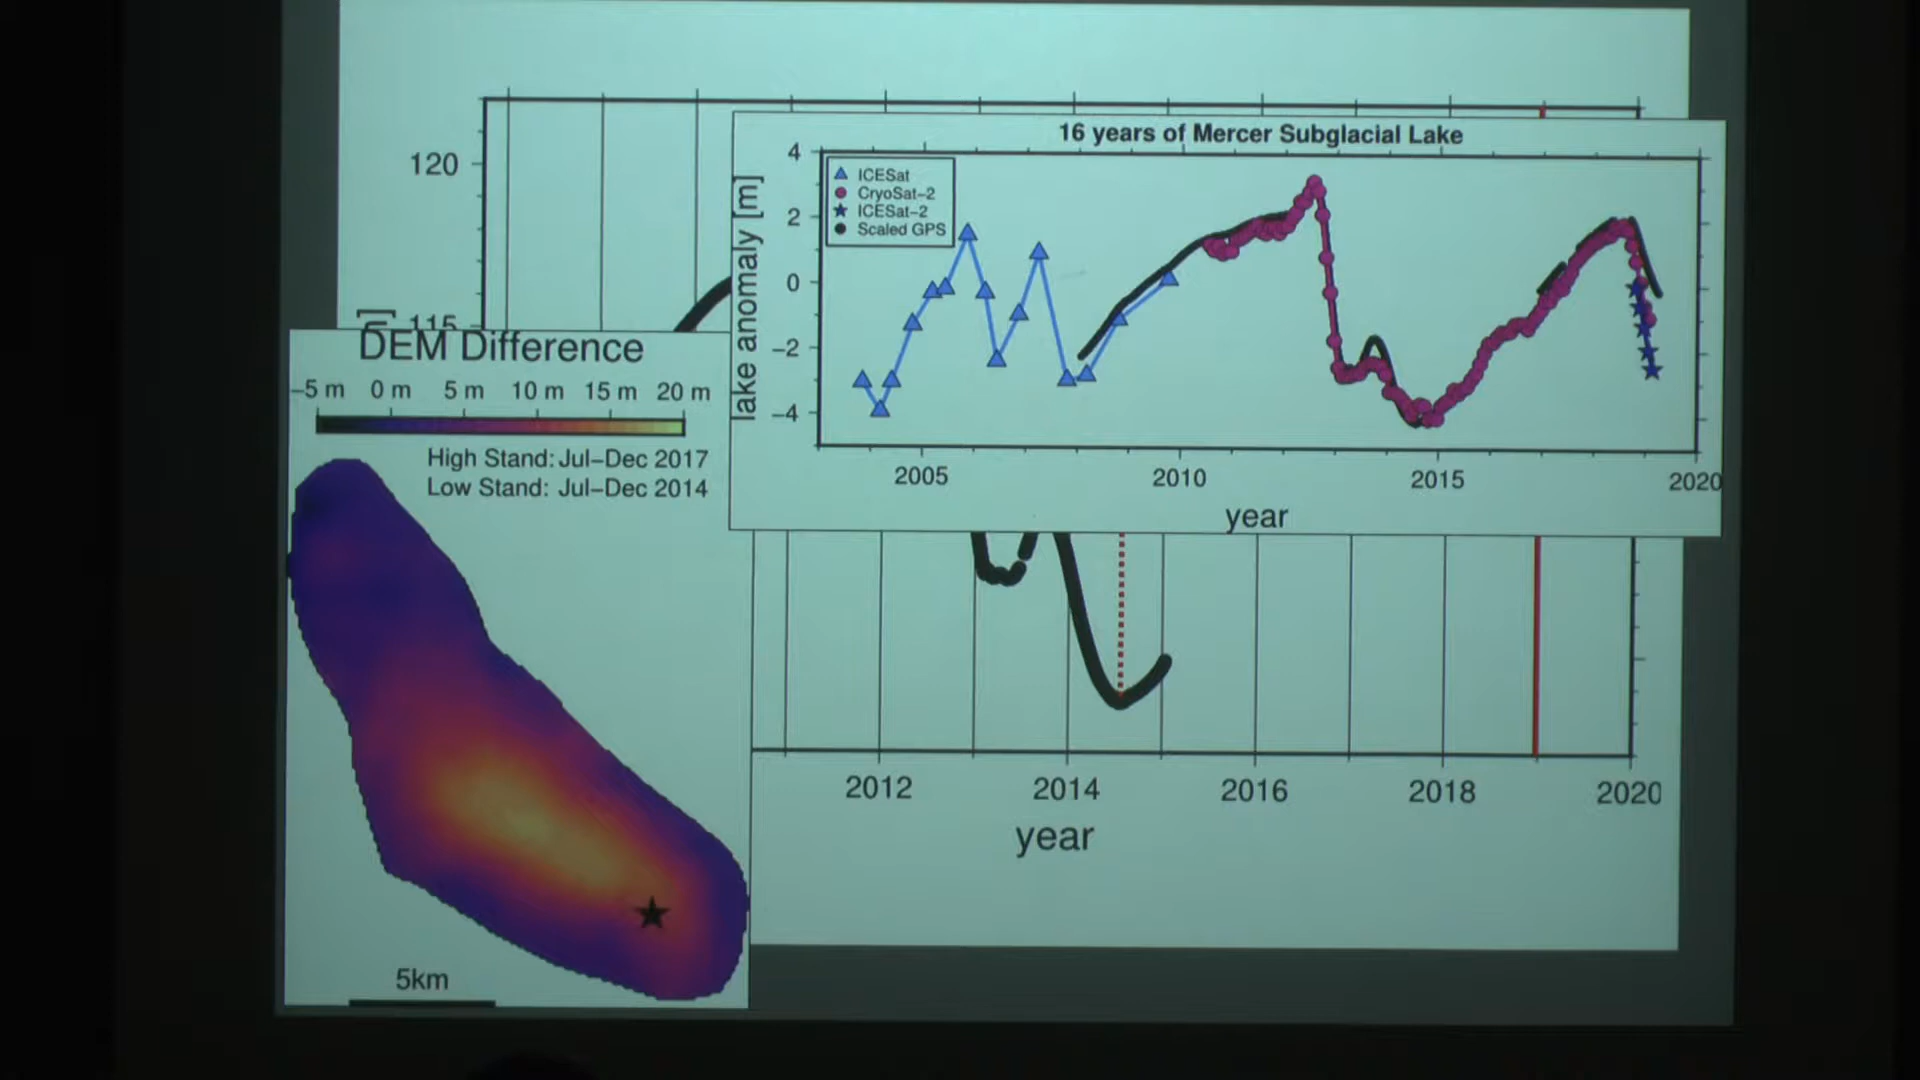 120
115
16 years of Mercer Subglacial Lake
lake anomaly [m]
4
2
0
−2
−4
ICESat
CryoSat−2
ICESat−2
Scaled GPS
2005
2010
2015
2020
year
DEM Difference
−5 m 0 m 5 m 10 m 15 m 20 m
High Stand: Jul−Dec 2017
Low Stand: Jul−Dec 2014
5km
2012
2014
2016
2018
2020
year